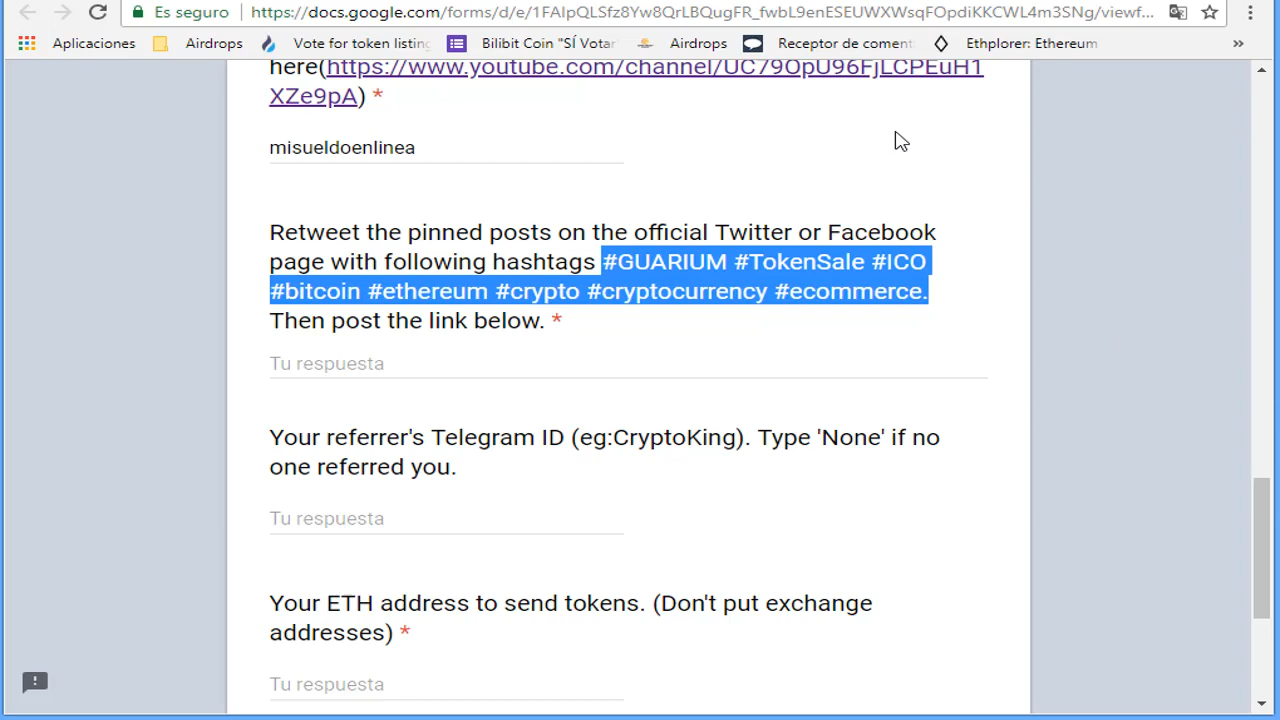 Es seguro https://docs.google.com/forms/d/e/1FAIpQLSfz8Yw8QrLBQugFR_fwbL9enESEUWXWsqFOpdiKKCWL4m3SNg/viewf...
Aplicaciones Airdrops Vote for token listing Bilibit Coin "SÍ Votar Airdrops Receptor de coment Ethplorer: Ethereum »
here(https://www.youtube.com/channel/UC79OpU96FjLCPEuH1
XZe9pA) *
misueldoenlinea
Retweet the pinned posts on the official Twitter or Facebook
page with following hashtags #GUARIUM #TokenSale #ICO
#bitcoin #ethereum #crypto #cryptocurrency #ecommerce.
Then post the link below. *
Tu respuesta
Your referrer's Telegram ID (eg:CryptoKing). Type 'None' if no
one referred you.
Tu respuesta
Your ETH address to send tokens. (Don't put exchange
addresses) *
Tu respuesta